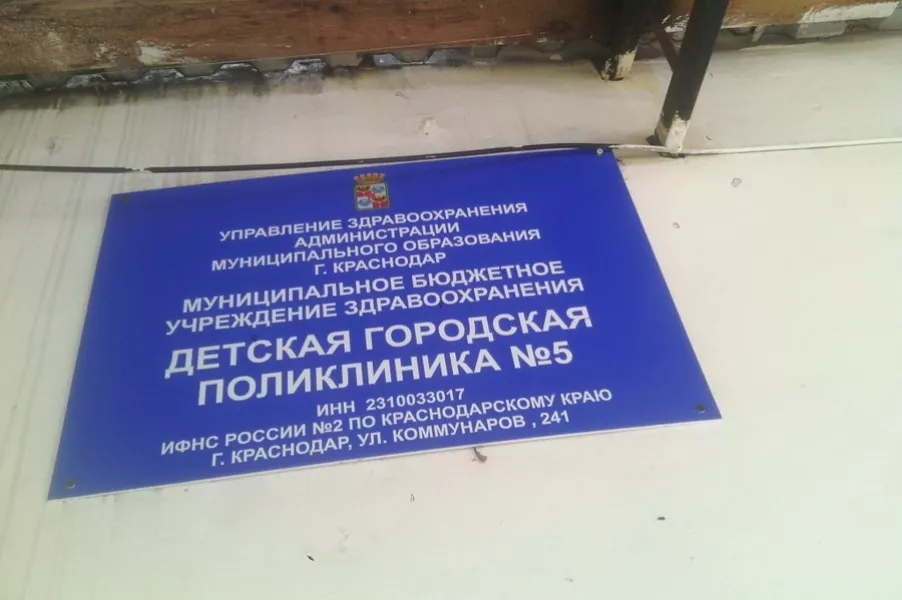 УПРАВЛЕНИЕ ЗДРАВООХРАНЕНИЯ
АДМИНИСТРАЦИИ
МУНИЦИПАЛЬНОГО ОБРАЗОВАНИЯ
Г. КРАСНОДАР
МУНИЦИПАЛЬНОЕ БЮДЖЕТНОЕ
УЧРЕЖДЕНИЕ ЗДРАВООХРАНЕНИЯ
ДЕТСКАЯ ГОРОДСКАЯ
ПОЛИКЛИНИКА №5
ИНН 2310033017
ИФНС РОССИИ №2 ПО КРАСНОДАРСКОМУ КРАЮ
Г. КРАСНОДАР, УЛ. КОММУНАРОВ , 241